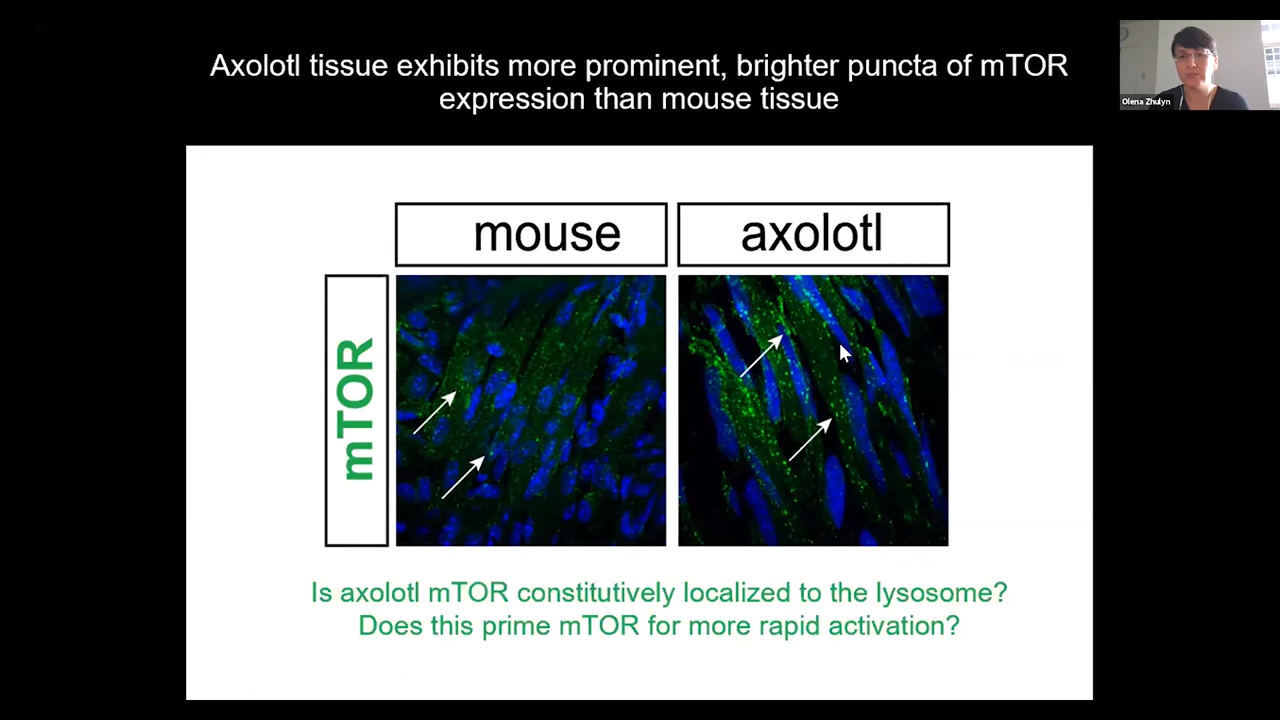 Axolotl tissue exhibits more prominent, brighter puncta of mTOR
expression than mouse tissue
Olena Zhulyn
mouse
axolotl
mTOR
Is axolotl mTOR constitutively localized to the lysosome?
Does this prime mTOR for more rapid activation?